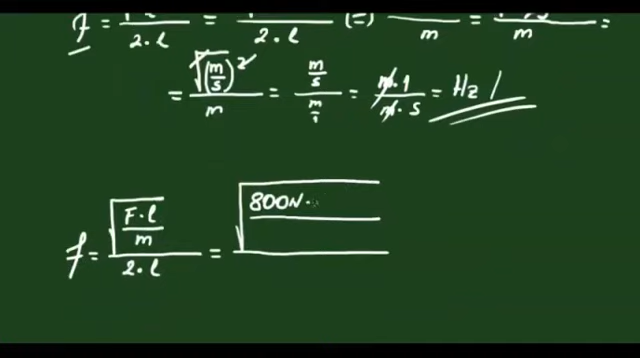 f = / 2·l = / 2·l (=) / m = / m =
= √(m/s)² / m = m/s / m/1 = m·1 / m·s = Hz /
f = √(F·l / m) / 2·l = √(800N·